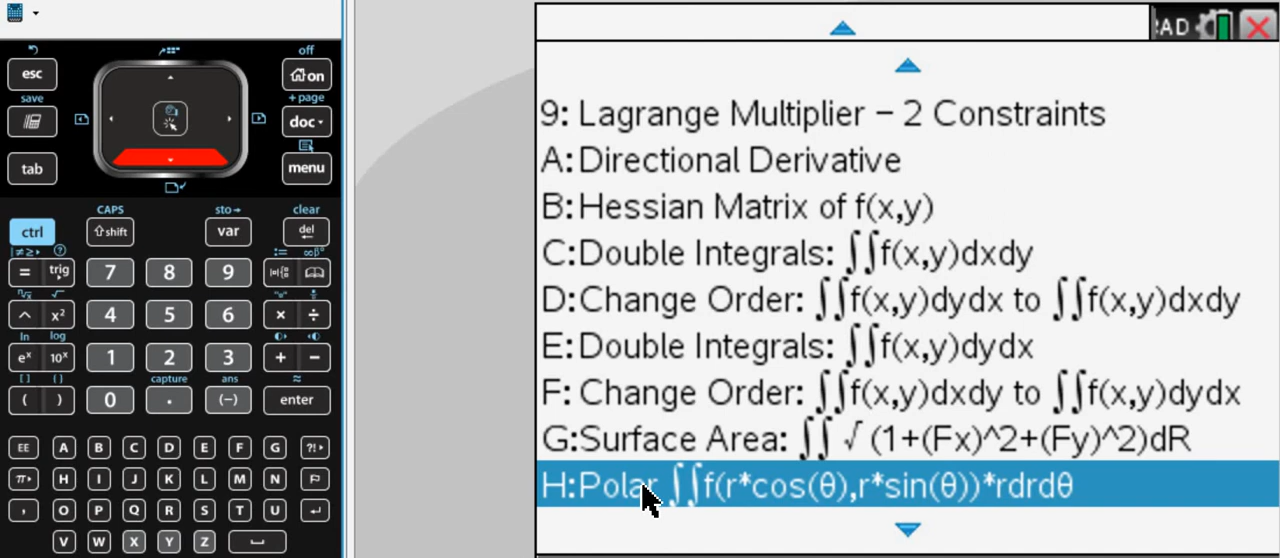 off
esc
on
save
+ page
doc
tab
menu
CAPS
sto→
clear
ctrl
⇧shift
var
del
|≠≥▸
:=
∞β°
= trig 7 8 9
^ x² 4 5 6 × ÷
ln log
eˣ 10ˣ 1 2 3 + −
[ ] { } capture ans ≈
( ) 0 . (−) enter
EE A B C D E F G ?!▸
π▸ H I J K L M N
, O P Q R S T U
V W X Y Z
RAD
9: Lagrange Multiplier − 2 Constraints
A:Directional Derivative
B:Hessian Matrix of f(x,y)
C:Double Integrals: ∫∫f(x,y)dxdy
D:Change Order: ∫∫f(x,y)dydx to ∫∫f(x,y)dxdy
E:Double Integrals: ∫∫f(x,y)dydx
F: Change Order: ∫∫f(x,y)dxdy to ∫∫f(x,y)dydx
G:Surface Area: ∫∫ √ (1+(Fx)^2+(Fy)^2)dR
H:Polar ∫∫f(r*cos(θ),r*sin(θ))*rdrdθ